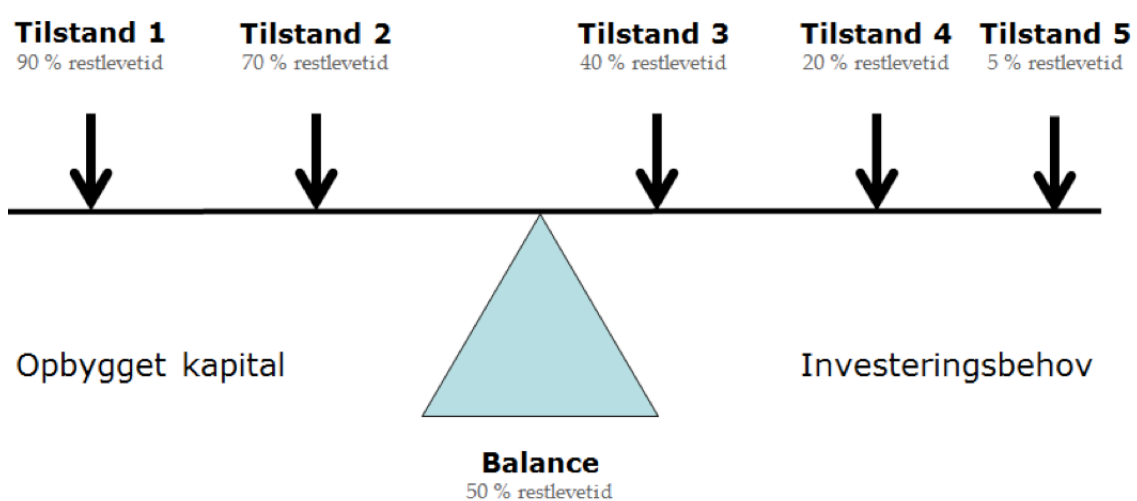 Tilstand 1
90 % restlevetid
Tilstand 2
70 % restlevetid
Tilstand 3
40 % restlevetid
Tilstand 4
20 % restlevetid
Tilstand 5
5 % restlevetid
Opbygget kapital
Investeringsbehov
Balance
50 % restlevetid